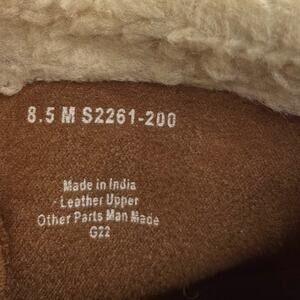 8.5 M S2261-200
Made in India
Leather Upper
Other Parts Man Made
G22